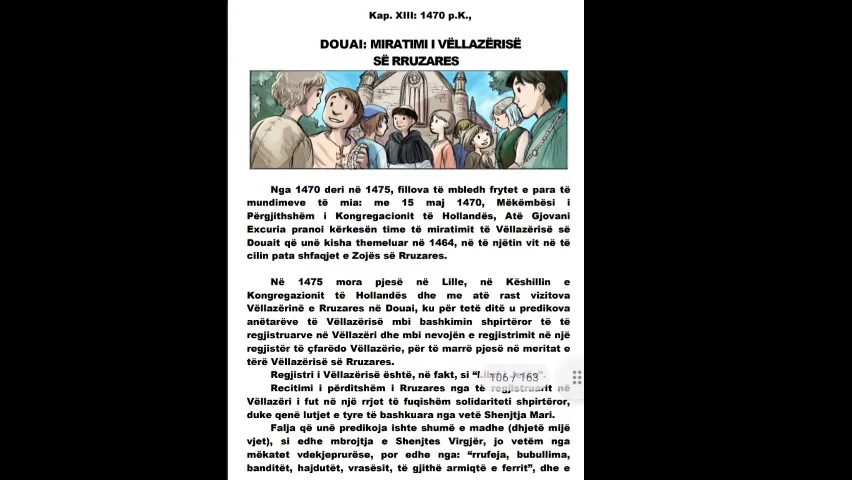 Kap. XIII: 1470 p.K.,
DOUAI: MIRATIMI I VËLLAZËRISË
SË RRUZARES
Nga 1470 deri në 1475, fillova të mbledh frytet e para të
mundimeve të mia: me 15 maj 1470, Mëkëmbësi i
Përgjithshëm i Kongregacionit të Hollandës, Atë Gjovani
Excuria pranoi kërkesën time të miratimit të Vëllazërisë së
Douait që unë kisha themeluar në 1464, në të njëtin vit në të
cilin pata shfaqjet e Zojës së Rruzares.
Në 1475 mora pjesë në Lille, në Këshillin e
Kongregazionit të Hollandës dhe me atë rast vizitova
Vëllazërinë e Rruzares në Douai, ku për tetë ditë u predikova
anëtarëve të Vëllazërisë mbi bashkimin shpirtëror të të
regjistruarve në Vëllazëri dhe mbi nevojën e regjistrimit në një
regjistër të çfarëdo Vëllazërie, për të marrë pjesë në meritat e
tërë Vëllazërisë së Rruzares.
Regjistri i Vëllazërisë është, në fakt, si
106 / 163
Recitimi i përditshëm i Rruzares nga të regjistruarit në
Vëllazëri i fut në një rrjet të fuqishëm solidariteti shpirtëror,
duke qenë lutjet e tyre të bashkuara nga vetë Shenjtja Mari.
Falja që unë predikoja ishte shumë e madhe (dhjetë mijë
vjet), si edhe mbrojtja e Shenjtes Virgjër, jo vetëm nga
mëkatet vdekjeprurëse, por edhe nga: “rrufeja, bubullima,
banditët, hajdutët, vrasësit, të gjithë armiqtë e ferrit”, dhe e